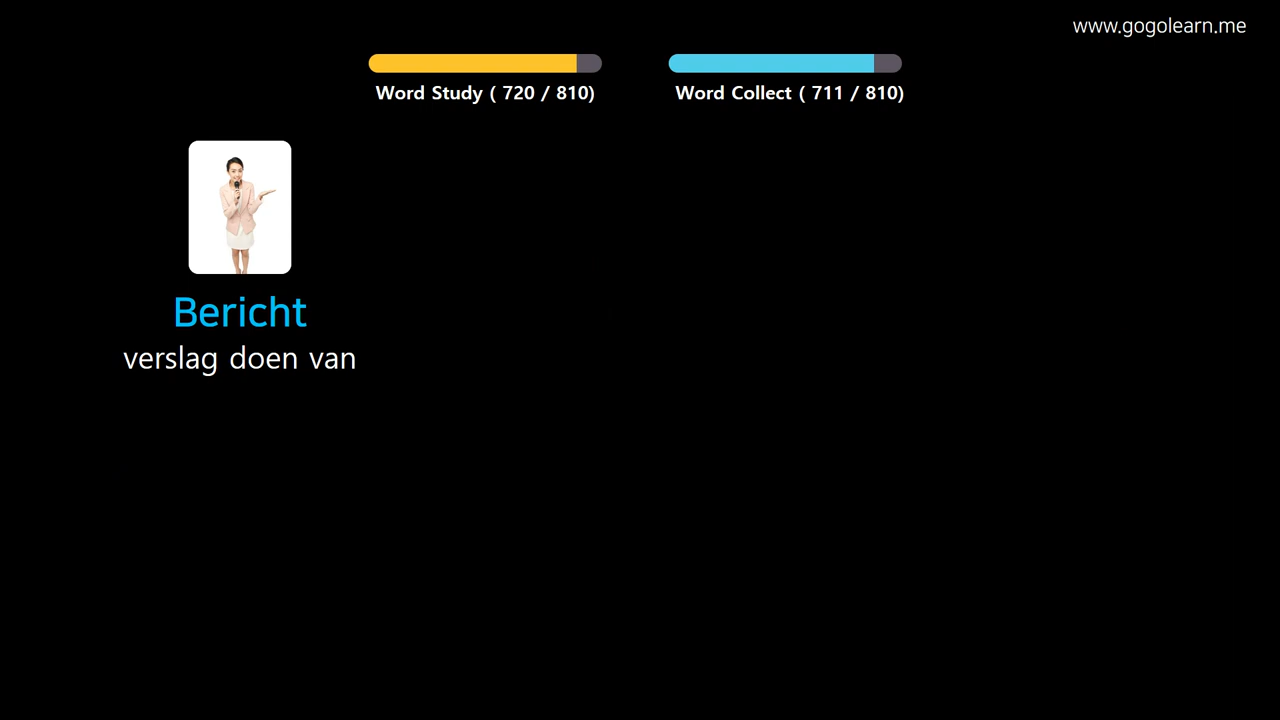 www.gogolearn.me
Word Study ( 720 / 810)
Word Collect ( 711 / 810)
Bericht
verslag doen van